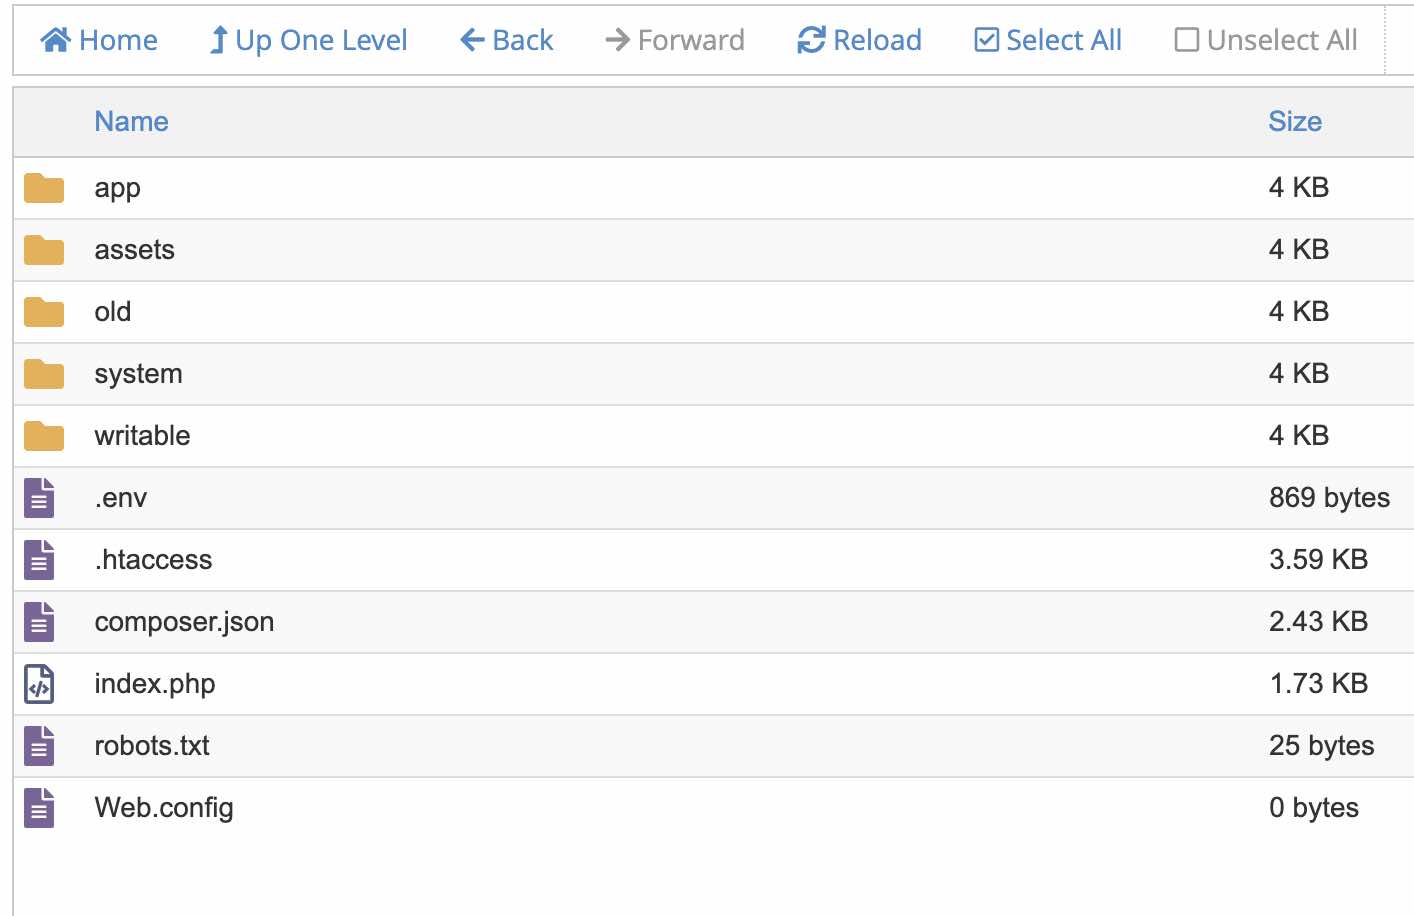 Home Up One Level Back Forward Reload Select All Unselect All
Name Size
app 4 KB
assets 4 KB
old 4 KB
system 4 KB
writable 4 KB
.env 869 bytes
.htaccess 3.59 KB
composer.json 2.43 KB
index.php 1.73 KB
robots.txt 25 bytes
Web.config 0 bytes